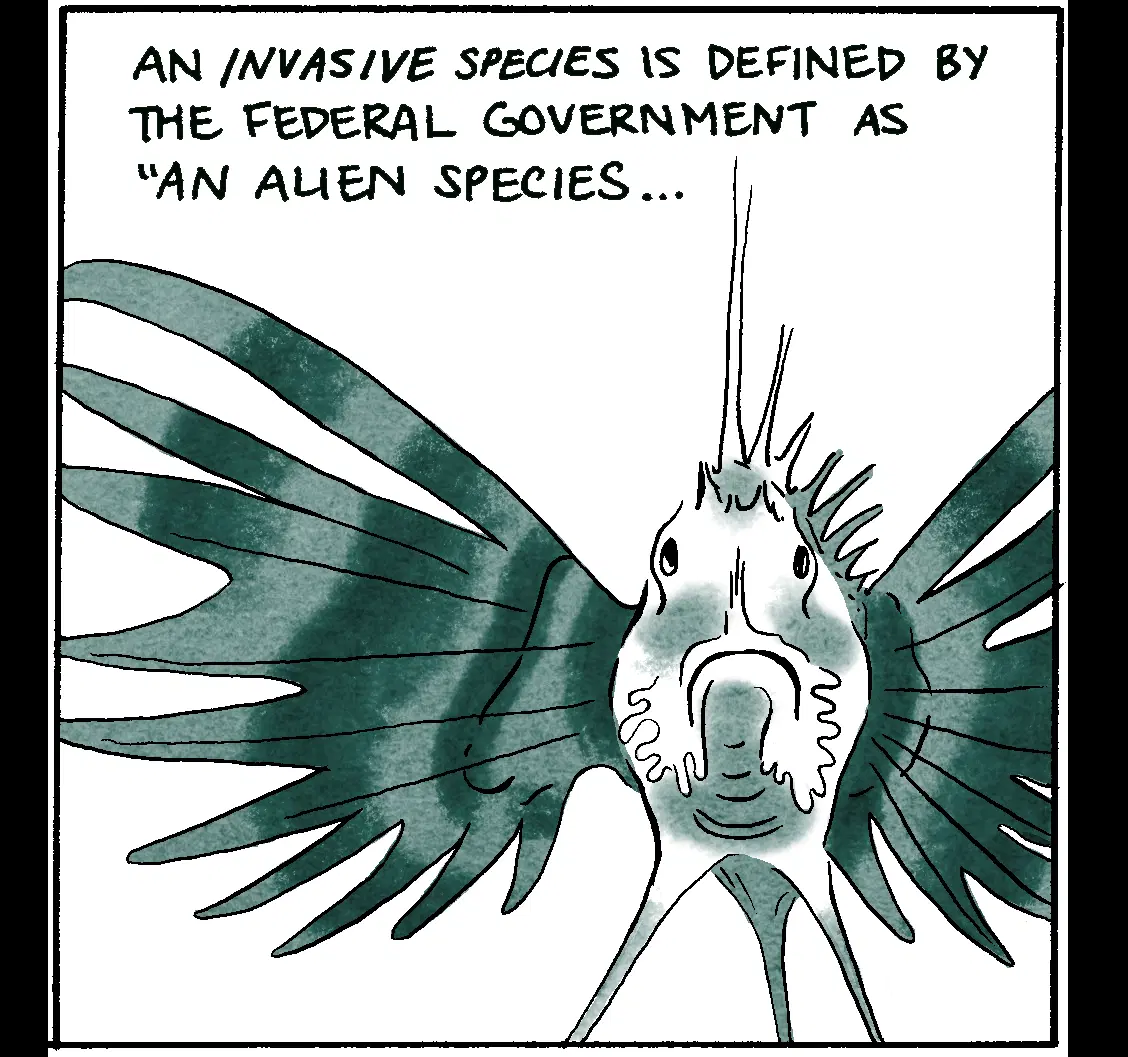 AN INVASIVE SPECIES IS DEFINED BY
THE FEDERAL GOVERNMENT AS
"AN ALIEN SPECIES...